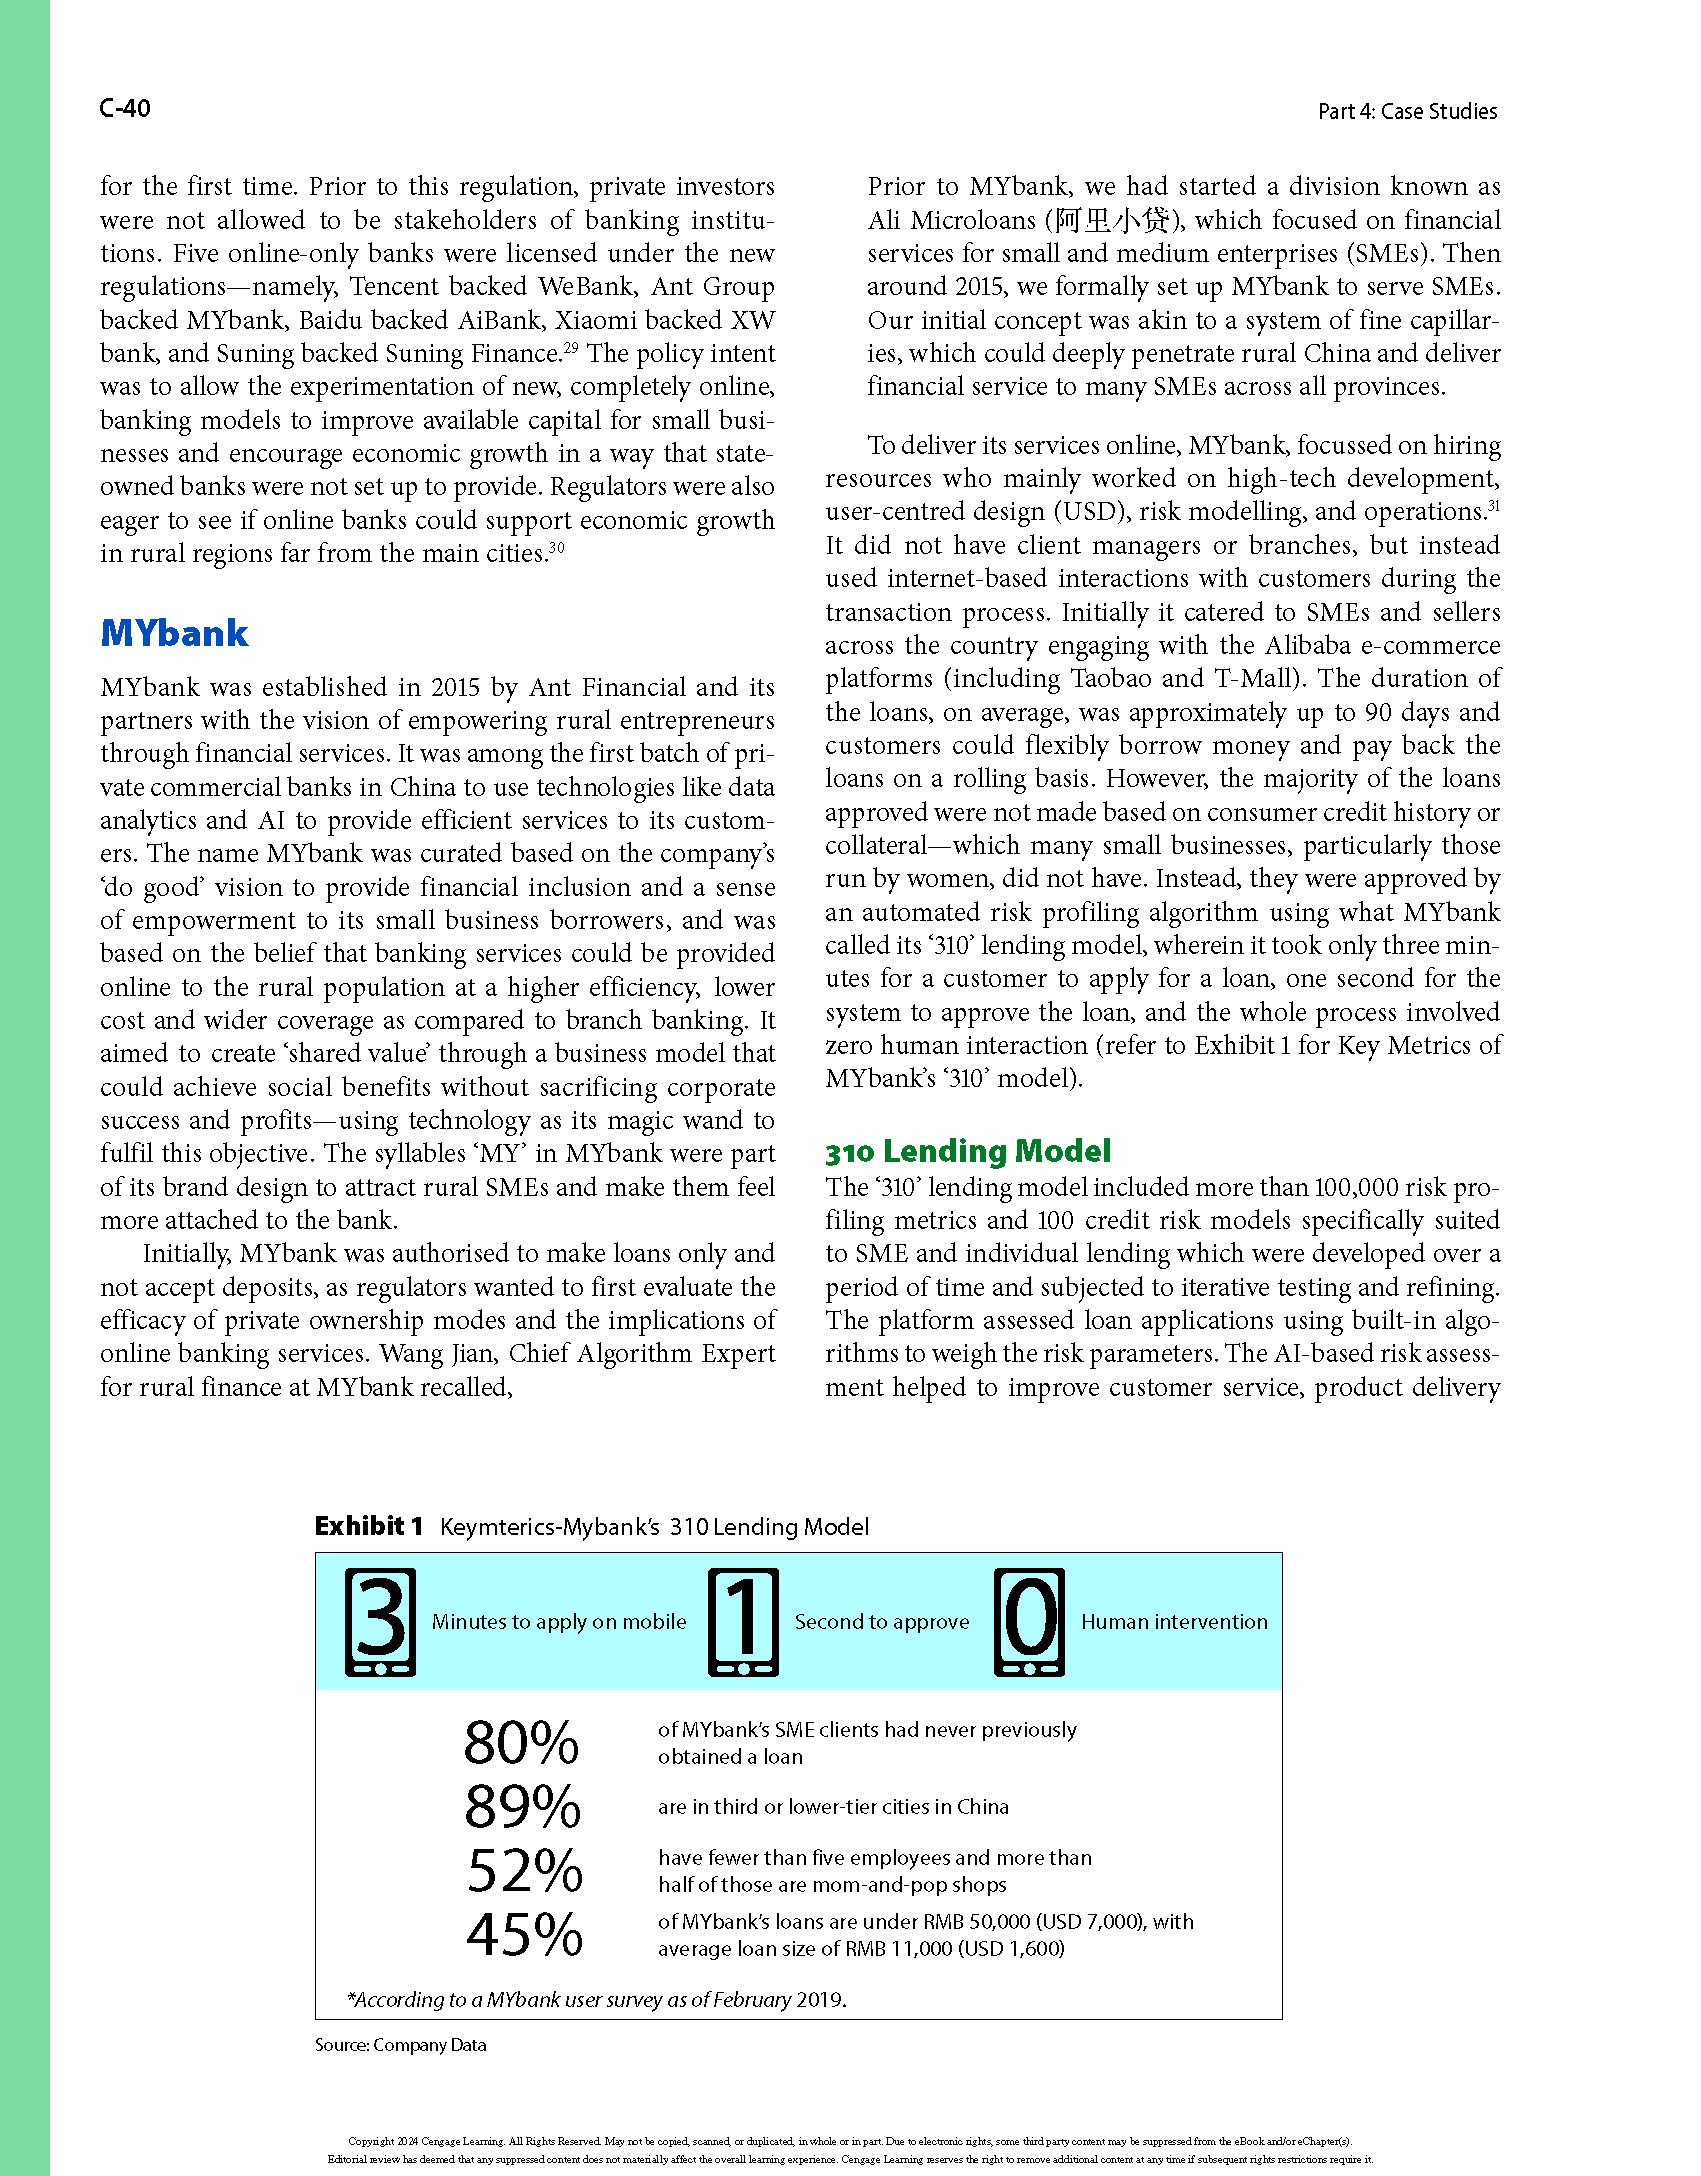 C-40
Part 4: Case Studies
for the first time. Prior to this regulation, private investors
were not allowed to be stakeholders of banking institu-
tions. Five online-only banks were licensed under the new
regulations—namely, Tencent backed WeBank, Ant Group
backed MYbank, Baidu backed AiBank, Xiaomi backed XW
bank, and Suning backed Suning Finance.29 The policy intent
was to allow the experimentation of new, completely online,
banking models to improve available capital for small busi-
nesses and encourage economic growth in a way that state-
owned banks were not set up to provide. Regulators were also
eager to see if online banks could support economic growth
in rural regions far from the main cities.30
MYbank
MYbank was established in 2015 by Ant Financial and its
partners with the vision of empowering rural entrepreneurs
through financial services. It was among the first batch of pri-
vate commercial banks in China to use technologies like data
analytics and AI to provide efficient services to its custom-
ers. The name MYbank was curated based on the company’s
‘do good’ vision to provide financial inclusion and a sense
of empowerment to its small business borrowers, and was
based on the belief that banking services could be provided
online to the rural population at a higher efficiency, lower
cost and wider coverage as compared to branch banking. It
aimed to create ‘shared value’ through a business model that
could achieve social benefits without sacrificing corporate
success and profits—using technology as its magic wand to
fulfil this objective. The syllables ‘MY’ in MYbank were part
of its brand design to attract rural SMEs and make them feel
more attached to the bank.
Initially, MYbank was authorised to make loans only and
not accept deposits, as regulators wanted to first evaluate the
efficacy of private ownership modes and the implications of
online banking services. Wang Jian, Chief Algorithm Expert
for rural finance at MYbank recalled,
Prior to MYbank, we had started a division known as
Ali Microloans (阿里小贷), which focused on financial
services for small and medium enterprises (SMEs). Then
around 2015, we formally set up MYbank to serve SMEs.
Our initial concept was akin to a system of fine capillar-
ies, which could deeply penetrate rural China and deliver
financial service to many SMEs across all provinces.
To deliver its services online, MYbank, focussed on hiring
resources who mainly worked on high-tech development,
user-centred design (USD), risk modelling, and operations.31
It did not have client managers or branches, but instead
used internet-based interactions with customers during the
transaction process. Initially it catered to SMEs and sellers
across the country engaging with the Alibaba e-commerce
platforms (including Taobao and T-Mall). The duration of
the loans, on average, was approximately up to 90 days and
customers could flexibly borrow money and pay back the
loans on a rolling basis. However, the majority of the loans
approved were not made based on consumer credit history or
collateral—which many small businesses, particularly those
run by women, did not have. Instead, they were approved by
an automated risk profiling algorithm using what MYbank
called its ‘310’ lending model, wherein it took only three min-
utes for a customer to apply for a loan, one second for the
system to approve the loan, and the whole process involved
zero human interaction (refer to Exhibit 1 for Key Metrics of
MYbank’s ‘310’ model).
310 Lending Model
The ‘310’ lending model included more than 100,000 risk pro-
filing metrics and 100 credit risk models specifically suited
to SME and individual lending which were developed over a
period of time and subjected to iterative testing and refining.
The platform assessed loan applications using built-in algo-
rithms to weigh the risk parameters. The AI-based risk assess-
ment helped to improve customer service, product delivery
Exhibit 1 Keymterics-Mybank’s 310 Lending Model
3 Minutes to apply on mobile 1 Second to approve 0 Human intervention
80% of MYbank’s SME clients had never previously
obtained a loan
89% are in third or lower-tier cities in China
52% have fewer than five employees and more than
half of those are mom-and-pop shops
45% of MYbank’s loans are under RMB 50,000 (USD 7,000), with
average loan size of RMB 11,000 (USD 1,600)
*According to a MYbank user survey as of February 2019.
Source: Company Data
Copyright 2024 Cengage Learning. All Rights Reserved. May not be copied, scanned, or duplicated, in whole or in part. Due to electronic rights, some third party content may be suppressed from the eBook and/or eChapter(s).
Editorial review has deemed that any suppressed content does not materially affect the overall learning experience. Cengage Learning reserves the right to remove additional content at any time if subsequent rights restrictions require it.